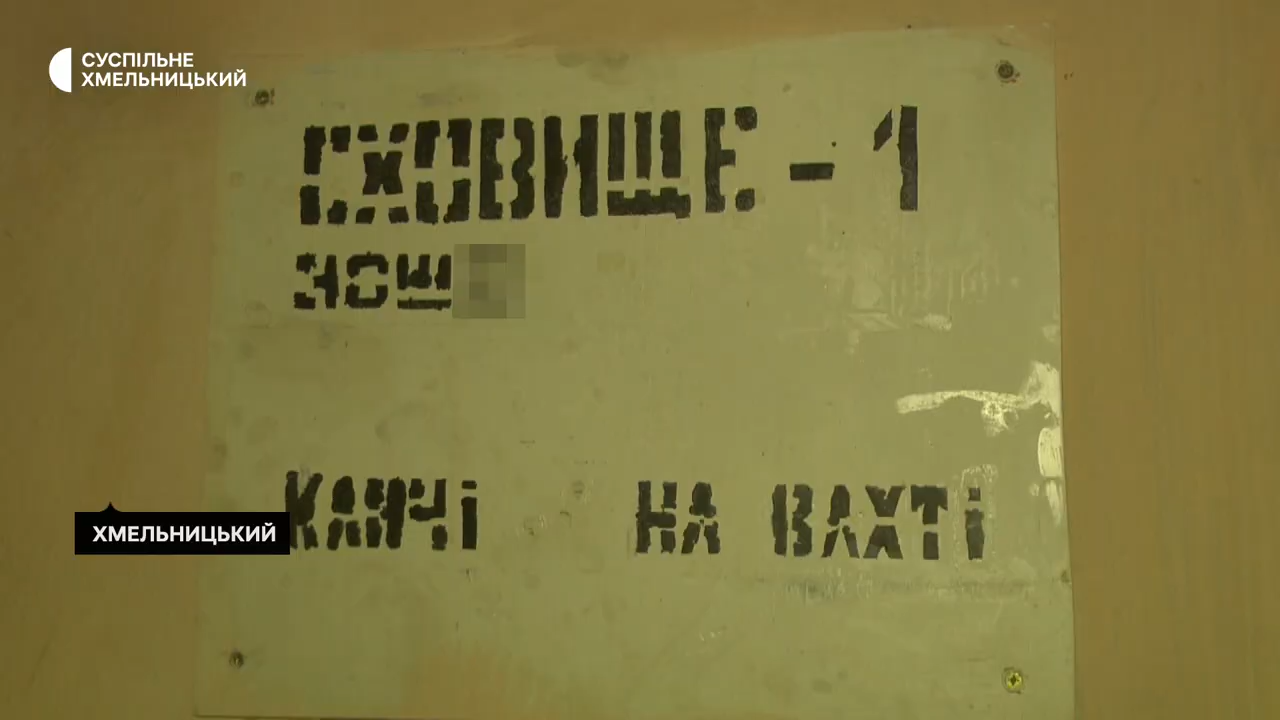 СУСПІЛЬНЕ
ХМЕЛЬНИЦЬКИЙ
СХОВИЩЕ - 1
ЗОШ
ХМЕЛЬНИЦЬКИЙ
КЛЮЧІ НА ВАХТІ